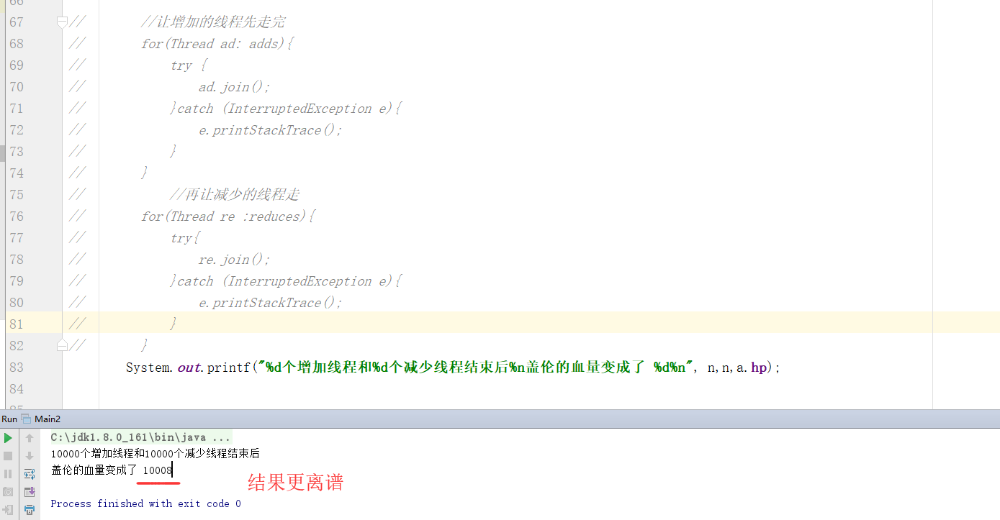 66
67 // //让增加的线程先走完
68 // for(Thread ad: adds){
69 // try {
70 // ad.join();
71 // }catch (InterruptedException e){
72 // e.printStackTrace();
73 // }
74 // }
75 // //再让减少的线程走
76 // for(Thread re :reduces){
77 // try{
78 // re.join();
79 // }catch (InterruptedException e){
80 // e.printStackTrace();
81 // }
82 // }
83 System.out.printf("%d个增加线程和%d个减少线程结束后%n盖伦的血量变成了 %d%n", n,n,a.hp);
84
85
Run Main2
C:\jdk1.8.0_161\bin\java ...
10000个增加线程和10000个减少线程结束后
盖伦的血量变成了 10008
结果更离谱
Process finished with exit code 0